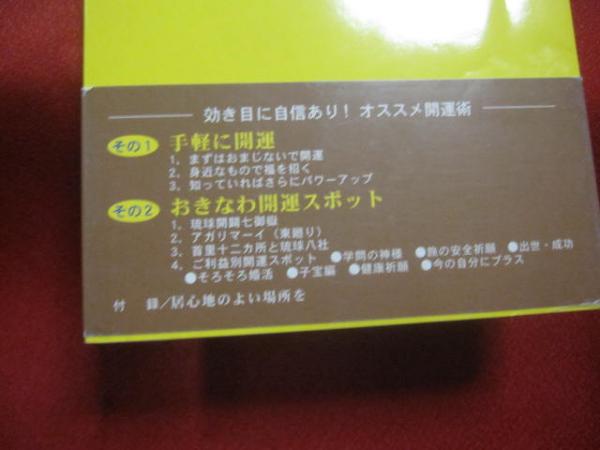 効き目に自信あり! オススメ開運術
その1 手軽に開運
1、まずはおまじないで開運
2、身近なもので福を招く
3、知っていればさらにパワーアップ
その2 おきなわ開運スポット
1、琉球開闢七御嶽
2、アガリマーイ(東廻り)
3、首里十二カ所と琉球八社
4、ご利益別開運スポット ●学問の神様 ●旅の安全祈願 ●出世・成功
●そろそろ婚活 ●子宝編 ●健康祈願 ●今の自分にプラス
付 録/居心地のよい場所を